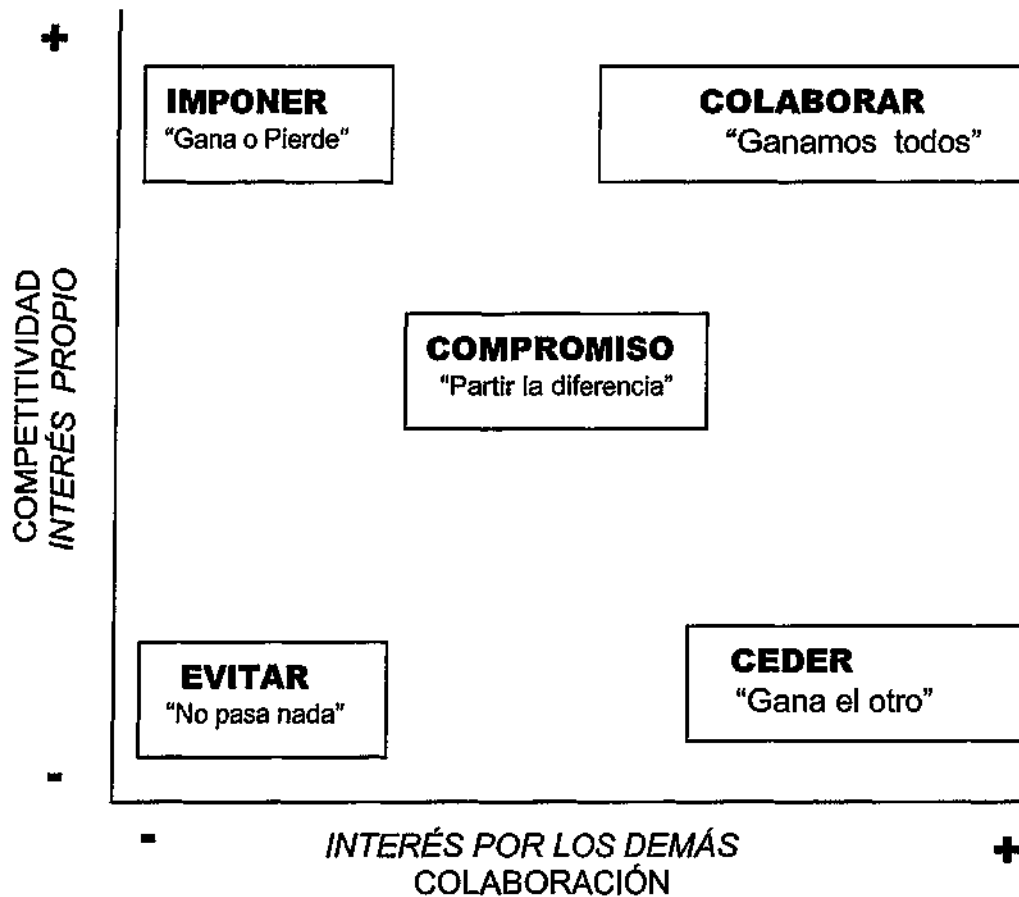 +
IMPONER
"Gana o Pierde"
COLABORAR
"Ganamos todos"
COMPETITIVIDAD
INTERÉS PROPIO
COMPROMISO
"Partir la diferencia"
EVITAR
"No pasa nada"
CEDER
"Gana el otro"
-
-
+
INTERÉS POR LOS DEMÁS
COLABORACIÓN